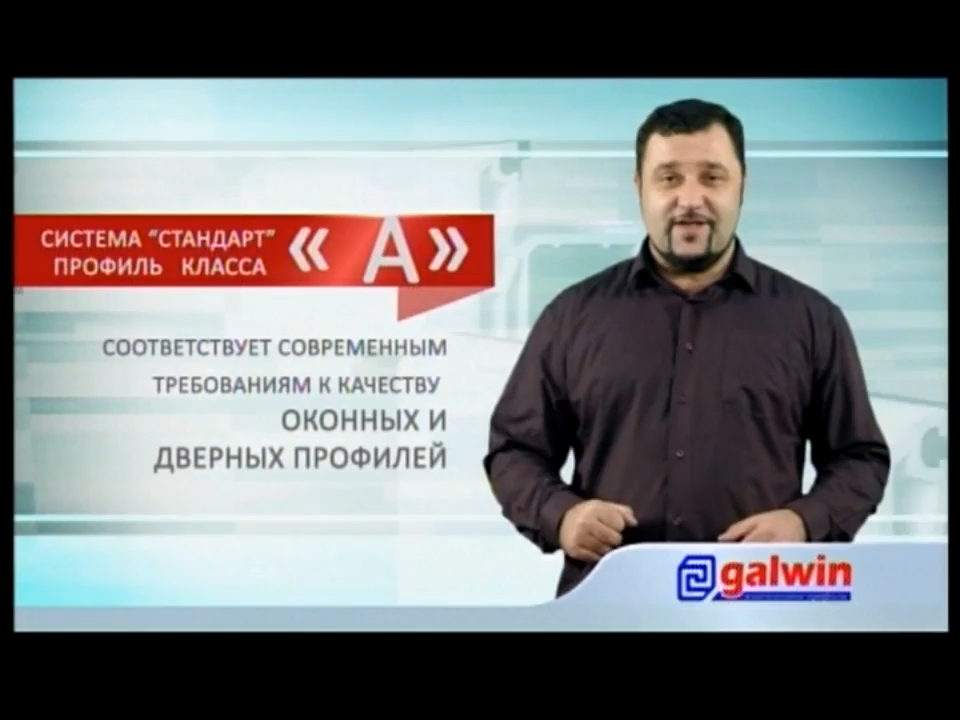 СИСТЕМА “СТАНДАРТ”
ПРОФИЛЬ КЛАССА
« А »
СООТВЕТСТВУЕТ СОВРЕМЕННЫМ
ТРЕБОВАНИЯМ К КАЧЕСТВУ
ОКОННЫХ И
ДВЕРНЫХ ПРОФИЛЕЙ
galwin